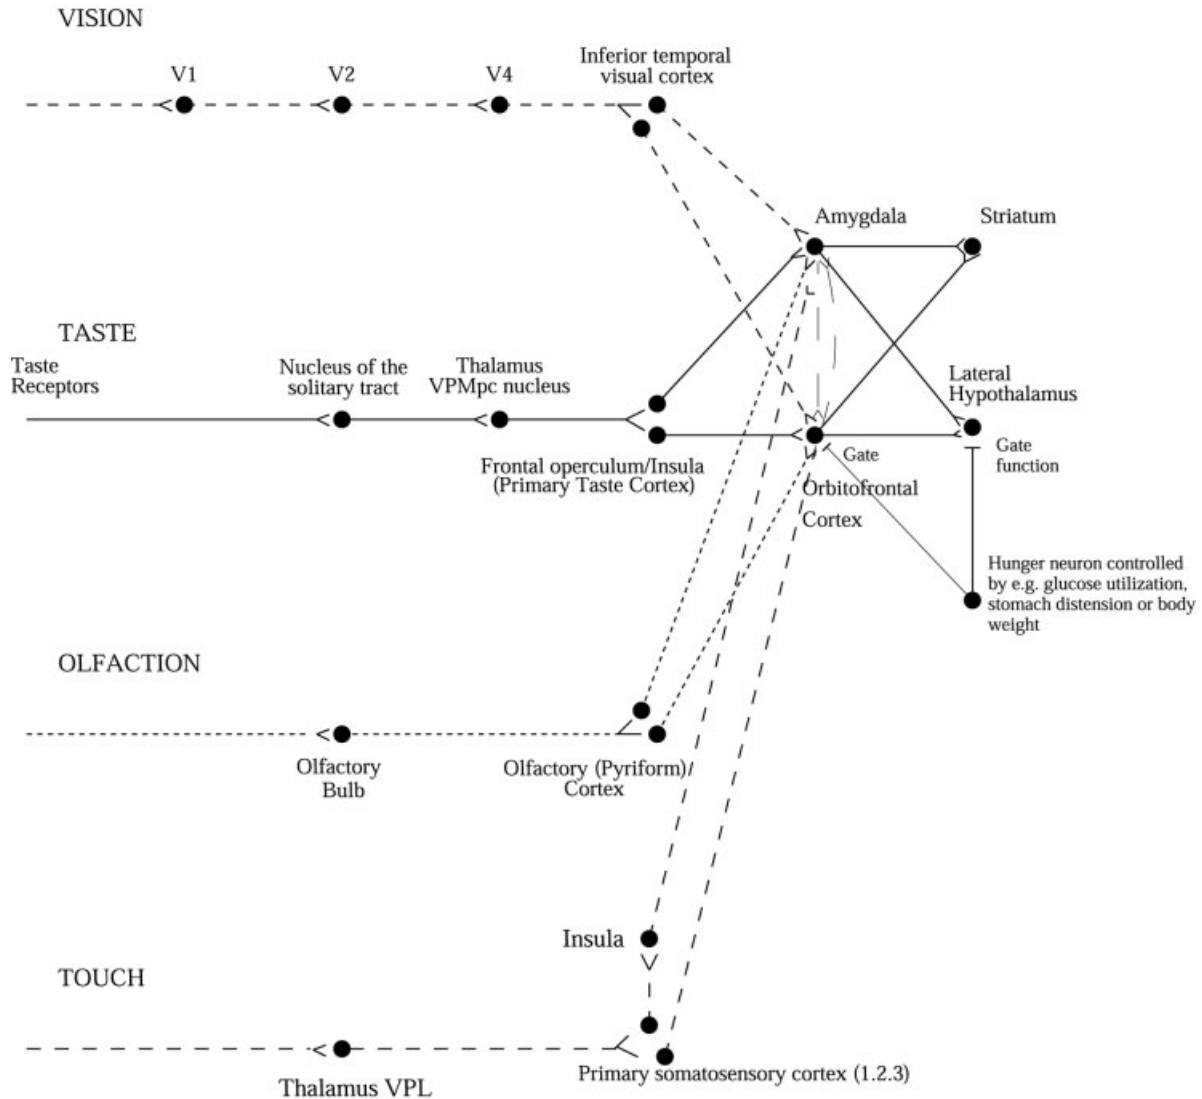 VISION
V1
V2
V4
Inferior temporal
visual cortex
Amygdala
Striatum
TASTE
Taste
Receptors
Nucleus of the
solitary tract
Thalamus
VPMpc nucleus
Lateral
Hypothalamus
Frontal operculum/Insula
(Primary Taste Cortex)
Gate
Gate
function
Orbitofrontal
Cortex
Hunger neuron controlled
by e.g. glucose utilization,
stomach distension or body
weight
OLFACTION
Olfactory
Bulb
Olfactory (Pyriform)
Cortex
Insula
TOUCH
Thalamus VPL
Primary somatosensory cortex (1.2.3)